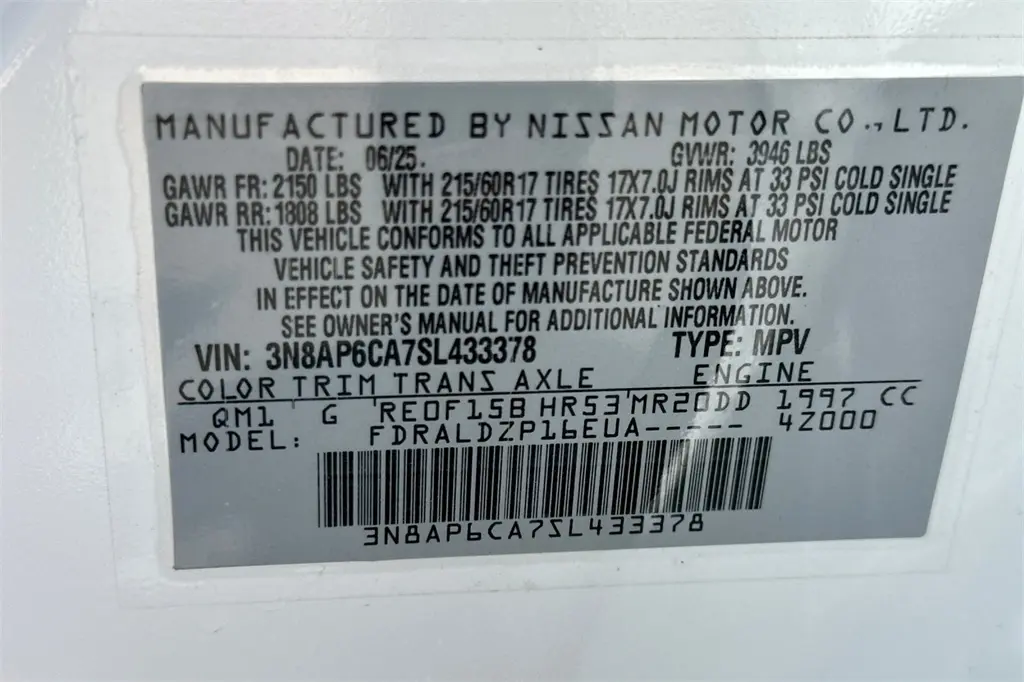 MANUFACTURED BY NISSAN MOTOR CO., LTD.
DATE: 06/25. GVWR: 3946 LBS
GAWR FR: 2150 LBS WITH 215/60R17 TIRES 17X7.0J RIMS AT 33 PSI COLD SINGLE
GAWR RR: 1808 LBS WITH 215/60R17 TIRES 17X7.0J RIMS AT 33 PSI COLD SINGLE
THIS VEHICLE CONFORMS TO ALL APPLICABLE FEDERAL MOTOR
VEHICLE SAFETY AND THEFT PREVENTION STANDARDS
IN EFFECT ON THE DATE OF MANUFACTURE SHOWN ABOVE.
SEE OWNER'S MANUAL FOR ADDITIONAL INFORMATION.
VIN: 3N8AP6CA7SL433378 TYPE: MPV
COLOR TRIM TRANS AXLE ENGINE
QM1 G RE0F15B HR53 MR20DD 1997 CC
MODEL: FDRALDZP16EUA----- 4Z000
3N8AP6CA7SL433378